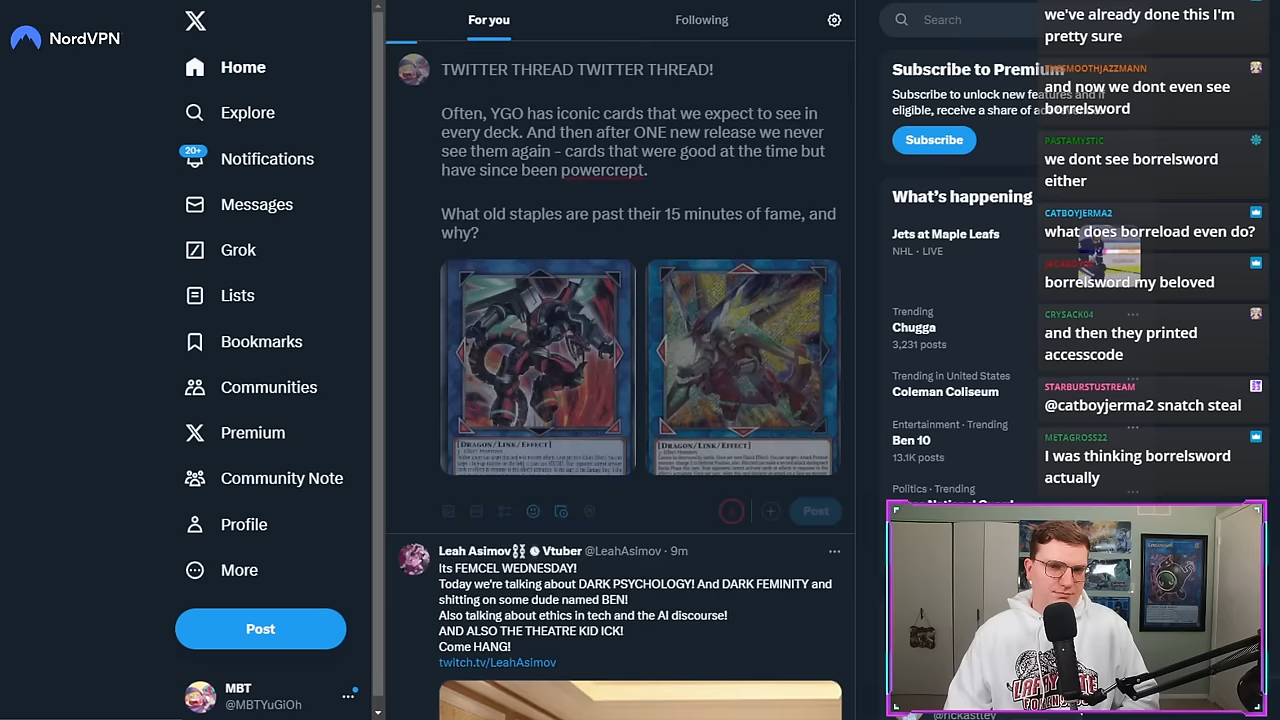 NordVPN
Home
Explore
20+
Notifications
Messages
Grok
Lists
Bookmarks
Communities
Premium
Community Note
Profile
More
Post
MBT
@MBTYuGiOh
For you
Following
TWITTER THREAD TWITTER THREAD!
Often, YGO has iconic cards that we expect to see in
every deck. And then after ONE new release we never
see them again - cards that were good at the time but
have since been powercrept.
What old staples are past their 15 minutes of fame, and
why?
[DRAGON/LINK/EFFECT]
[DRAGON/LINK/EFFECT]
Post
Leah Asimov Vtuber @LeahAsimov · 9m
Its FEMCEL WEDNESDAY!
Today we're talking about DARK PSYCHOLOGY! And DARK FEMINITY and
shitting on some dude named BEN!
Also talking about ethics in tech and the AI discourse!
AND ALSO THE THEATRE KID ICK!
Come HANG!
twitch.tv/LeahAsimov
Search
Subscribe to Premium
Subscribe to unlock new features and if
eligible, receive a share of
Subscribe
What's happening
Jets at Maple Leafs
NHL · LIVE
Trending
Chugga
3,231 posts
Trending in United States
Coleman Coliseum
Entertainment · Trending
Ben 10
13.1K posts
Politics · Trending
we've already done this I'm
pretty sure
THESMOOTHJAZZMANN
and now we dont even see
borrelsword
PASTAMYSTIC
we dont see borrelsword
either
CATBOYJERMA2
what does borreload even do?
borrelsword my beloved
CRYSACK04
and then they printed
accesscode
STARBURSTUSTREAM
@catboyjerma2 snatch steal
METAGROSS22
I was thinking borrelsword
actually
@rickastley